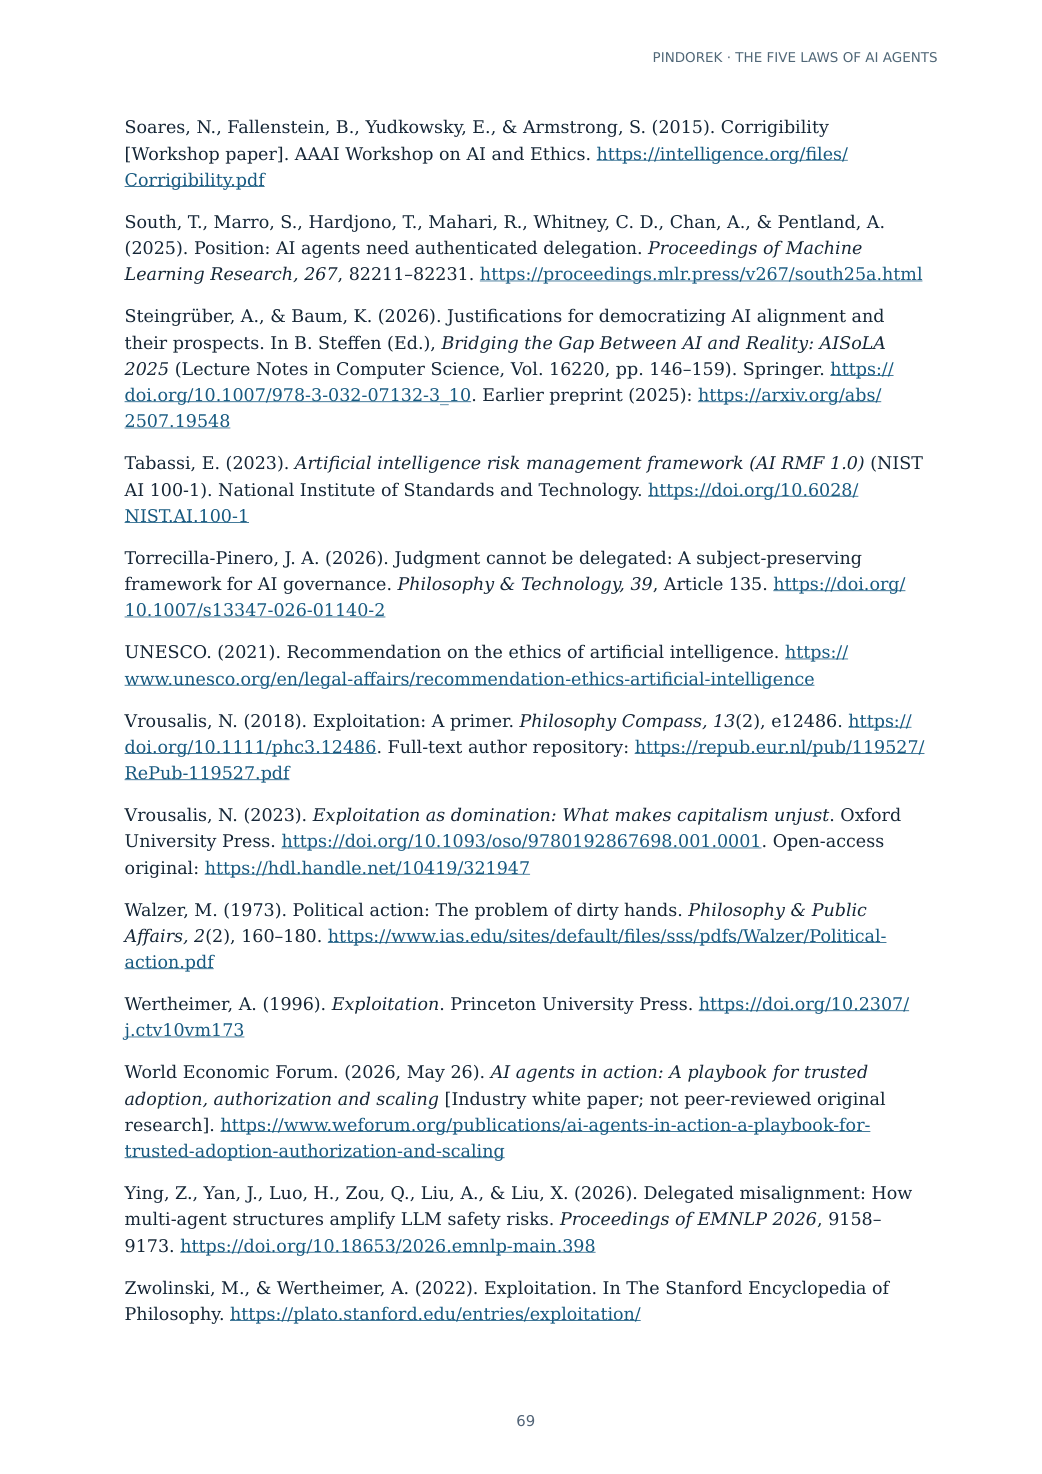 PINDOREK · THE FIVE LAWS OF AI AGENTS
Soares, N., Fallenstein, B., Yudkowsky, E., & Armstrong, S. (2015). Corrigibility
[Workshop paper]. AAAI Workshop on AI and Ethics. https://intelligence.org/files/
Corrigibility.pdf
South, T., Marro, S., Hardjono, T., Mahari, R., Whitney, C. D., Chan, A., & Pentland, A.
(2025). Position: AI agents need authenticated delegation. Proceedings of Machine
Learning Research, 267, 82211–82231. https://proceedings.mlr.press/v267/south25a.html
Steingrüber, A., & Baum, K. (2026). Justifications for democratizing AI alignment and
their prospects. In B. Steffen (Ed.), Bridging the Gap Between AI and Reality: AISoLA
2025 (Lecture Notes in Computer Science, Vol. 16220, pp. 146–159). Springer. https://
doi.org/10.1007/978-3-032-07132-3_10. Earlier preprint (2025): https://arxiv.org/abs/
2507.19548
Tabassi, E. (2023). Artificial intelligence risk management framework (AI RMF 1.0) (NIST
AI 100-1). National Institute of Standards and Technology. https://doi.org/10.6028/
NIST.AI.100-1
Torrecilla-Pinero, J. A. (2026). Judgment cannot be delegated: A subject-preserving
framework for AI governance. Philosophy & Technology, 39, Article 135. https://doi.org/
10.1007/s13347-026-01140-2
UNESCO. (2021). Recommendation on the ethics of artificial intelligence. https://
www.unesco.org/en/legal-affairs/recommendation-ethics-artificial-intelligence
Vrousalis, N. (2018). Exploitation: A primer. Philosophy Compass, 13(2), e12486. https://
doi.org/10.1111/phc3.12486. Full-text author repository: https://repub.eur.nl/pub/119527/
RePub-119527.pdf
Vrousalis, N. (2023). Exploitation as domination: What makes capitalism unjust. Oxford
University Press. https://doi.org/10.1093/oso/9780192867698.001.0001. Open-access
original: https://hdl.handle.net/10419/321947
Walzer, M. (1973). Political action: The problem of dirty hands. Philosophy & Public
Affairs, 2(2), 160–180. https://www.ias.edu/sites/default/files/sss/pdfs/Walzer/Political-
action.pdf
Wertheimer, A. (1996). Exploitation. Princeton University Press. https://doi.org/10.2307/
j.ctv10vm173
World Economic Forum. (2026, May 26). AI agents in action: A playbook for trusted
adoption, authorization and scaling [Industry white paper; not peer-reviewed original
research]. https://www.weforum.org/publications/ai-agents-in-action-a-playbook-for-
trusted-adoption-authorization-and-scaling
Ying, Z., Yan, J., Luo, H., Zou, Q., Liu, A., & Liu, X. (2026). Delegated misalignment: How
multi-agent structures amplify LLM safety risks. Proceedings of EMNLP 2026, 9158–
9173. https://doi.org/10.18653/2026.emnlp-main.398
Zwolinski, M., & Wertheimer, A. (2022). Exploitation. In The Stanford Encyclopedia of
Philosophy. https://plato.stanford.edu/entries/exploitation/
69